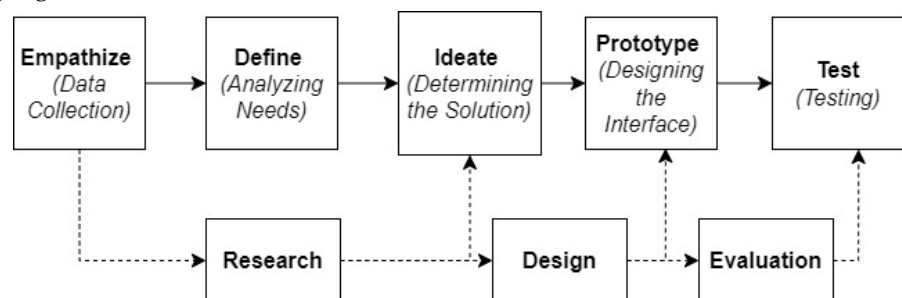 Empathize
(Data
Collection)
Define
(Analyzing
Needs)
Ideate
(Determining
the Solution)
Prototype
(Designing
the
Interface)
Test
(Testing)
Research
Design
Evaluation